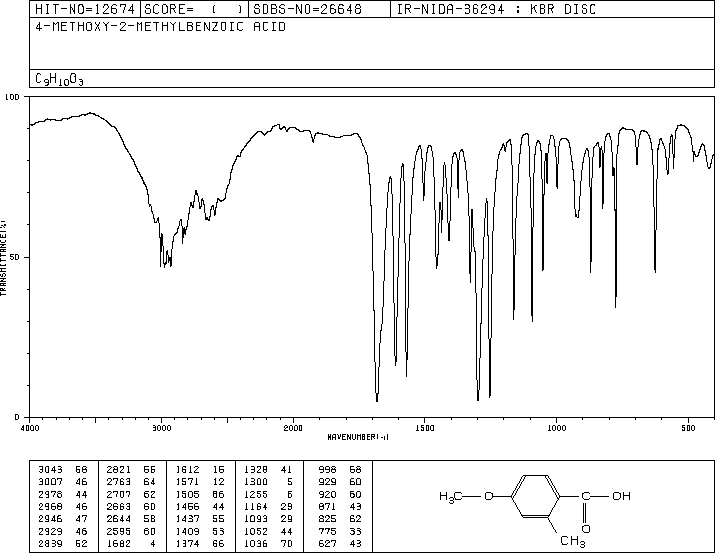 HIT-NO=12674 SCORE= ( ) SDBS-NO=26648 IR-NIDA-36294 : KBR DISC
4-METHOXY-2-METHYLBENZOIC ACID
C9H10O3
100
50
0
TRANSMITTANCE(%)
4000 3000 2000 1500 1000 500
WAVENUMBER(-1)
3043 58 2821 55 1612 15 1328 41 998 68
3007 46 2763 64 1571 12 1300 5 929 60
2978 44 2707 62 1505 66 1255 6 920 60
2968 46 2663 60 1456 44 1164 29 871 43
2946 47 2644 58 1437 55 1093 29 825 62
2929 46 2595 60 1409 53 1052 44 775 33
2839 52 1682 4 1374 66 1036 70 627 43
H3C O C OH
O
CH3